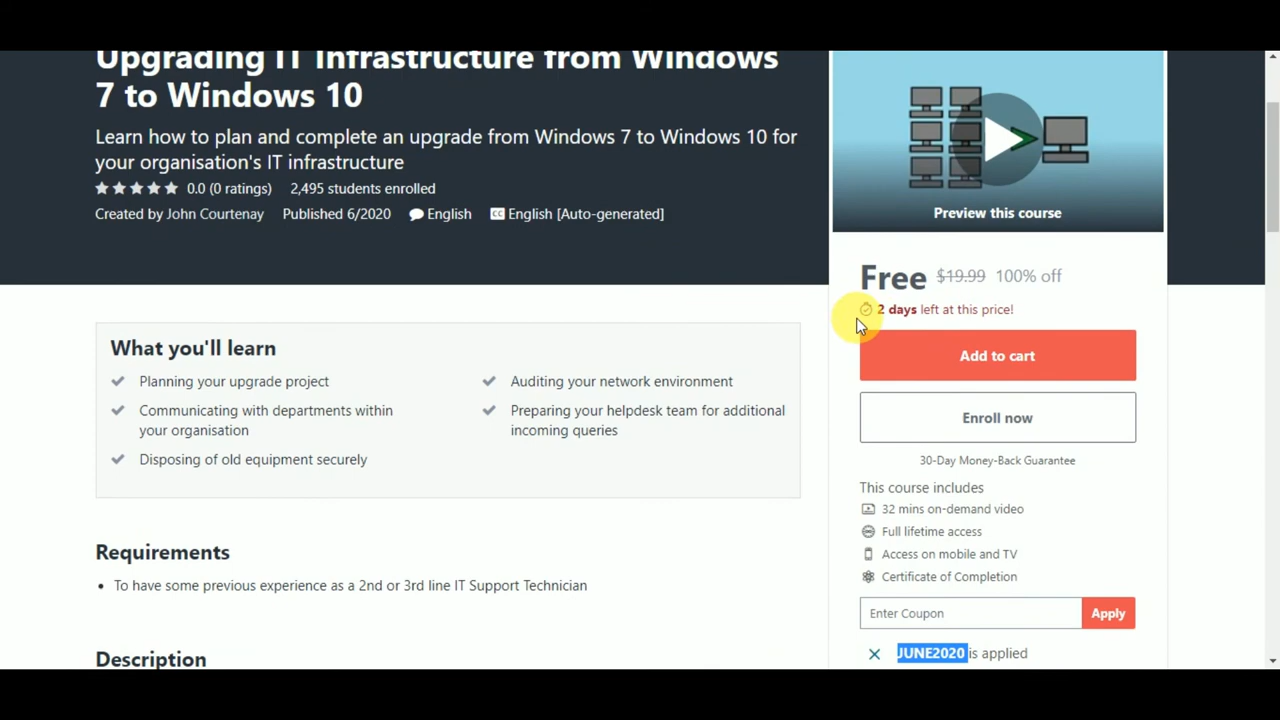 Upgrading IT Infrastructure from Windows
7 to Windows 10
Learn how to plan and complete an upgrade from Windows 7 to Windows 10 for
your organisation's IT infrastructure
0.0 (0 ratings) 2,495 students enrolled
Created by John Courtenay Published 6/2020 English CC English [Auto-generated]
Preview this course
Free $19.99 100% off
2 days left at this price!
Add to cart
Enroll now
30-Day Money-Back Guarantee
This course includes
32 mins on-demand video
Full lifetime access
Access on mobile and TV
Certificate of Completion
Enter Coupon Apply
JUNE2020 is applied
What you'll learn
Planning your upgrade project
Communicating with departments within
your organisation
Disposing of old equipment securely
Auditing your network environment
Preparing your helpdesk team for additional
incoming queries
Requirements
To have some previous experience as a 2nd or 3rd line IT Support Technician
Description